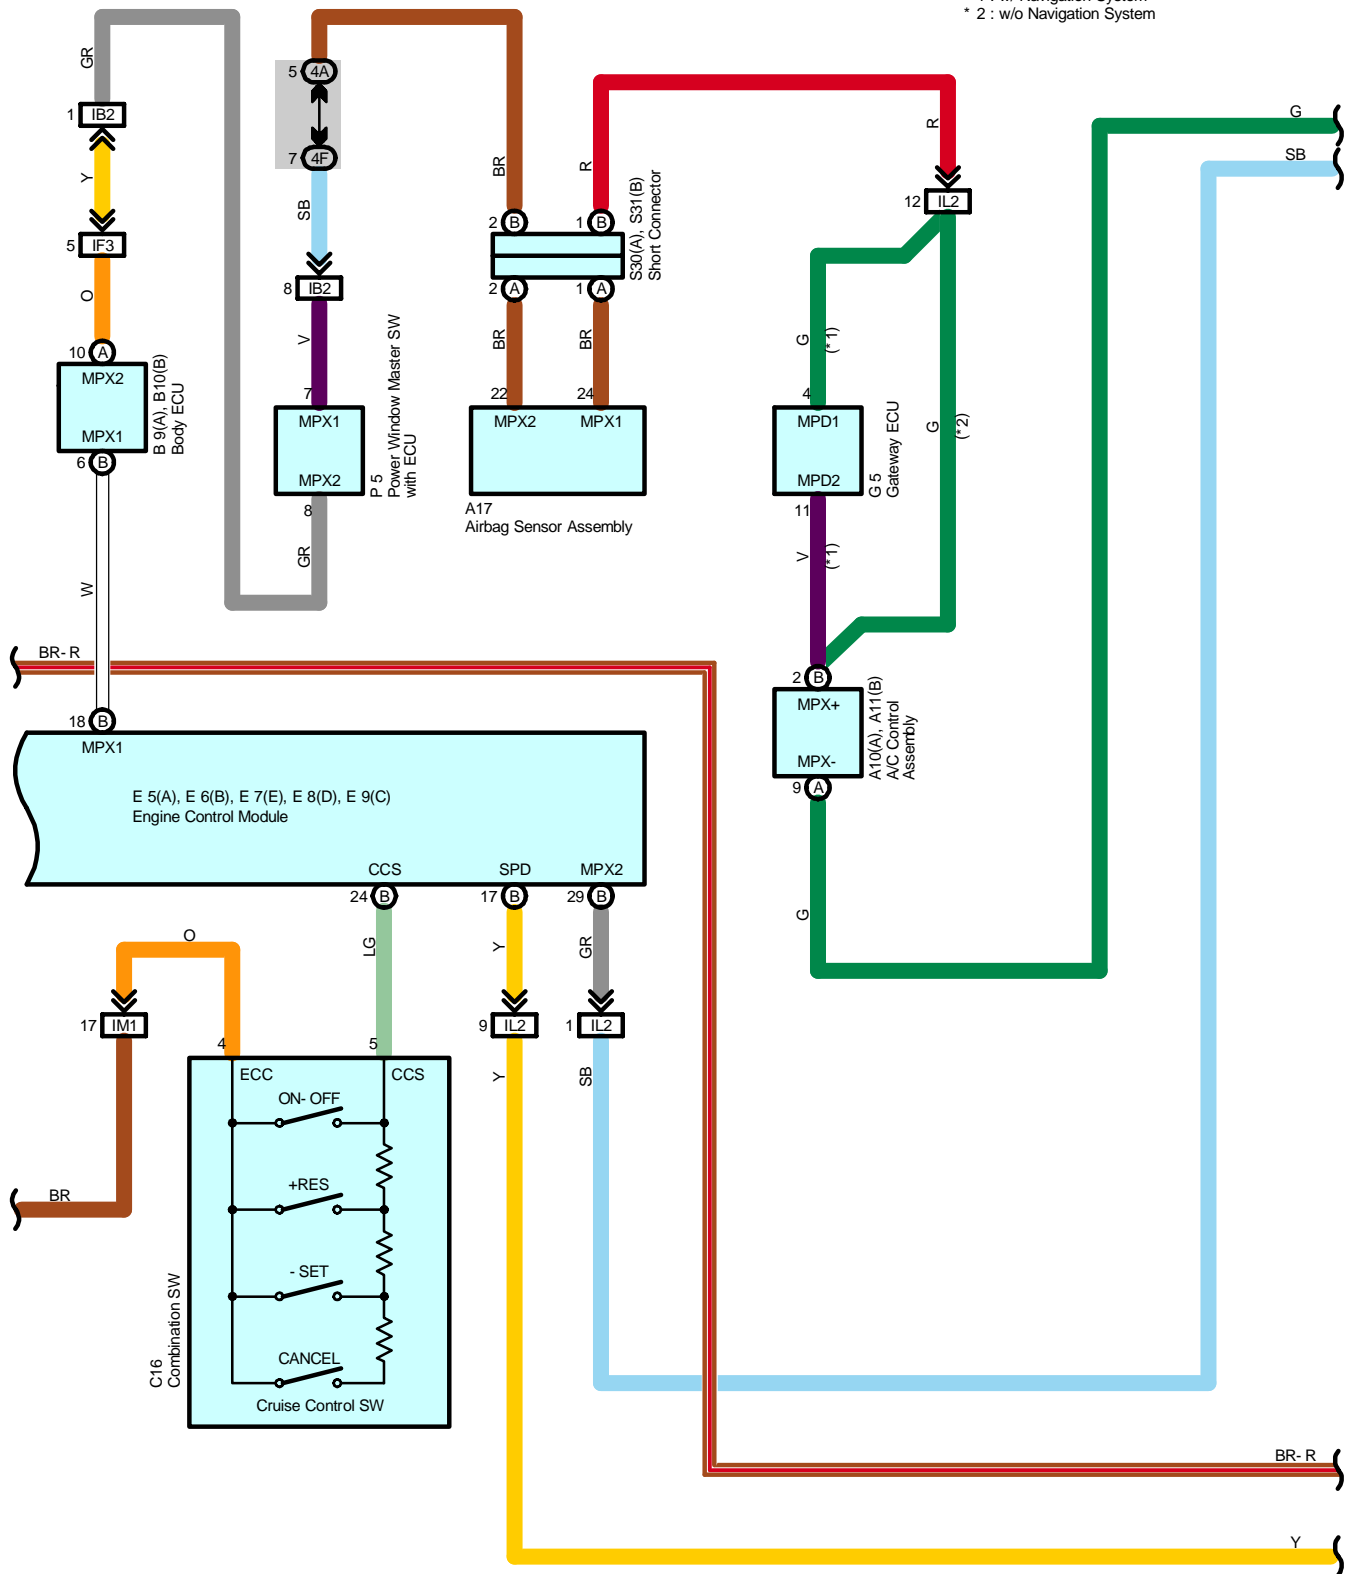 * 2 : w/o Navigation System
GR
1 IB2
Y
5 IF3
O
10 A
MPX2
MPX1
B 9(A), B10(B)
Body ECU
6 B
W
5 4A
7 4F
SB
8 IB2
V
7
MPX1
MPX2
P 5
Power Window Master SW
with ECU
8
GR
BR
R
2 B
1 B
S30(A), S31(B)
Short Connector
2 A
1 A
BR
BR
22
24
MPX2
MPX1
A17
Airbag Sensor Assembly
R
12 IL2
G
(*1)
4
MPD1
MPD2
G 5
Gateway ECU
11
V
(*1)
G
(*2)
2 B
MPX+
MPX-
A10(A), A11(B)
A/C Control
Assembly
9 A
G
G
SB
BR- R
18 B
MPX1
E 5(A), E 6(B), E 7(E), E 8(D), E 9(C)
Engine Control Module
CCS
SPD
MPX2
24 B
17 B
29 B
O
LG
Y
GR
17 IM1
9 IL2
1 IL2
4
5
ECC
CCS
Y
SB
ON- OFF
+RES
- SET
CANCEL
Cruise Control SW
C16
Combination SW
BR
BR- R
Y